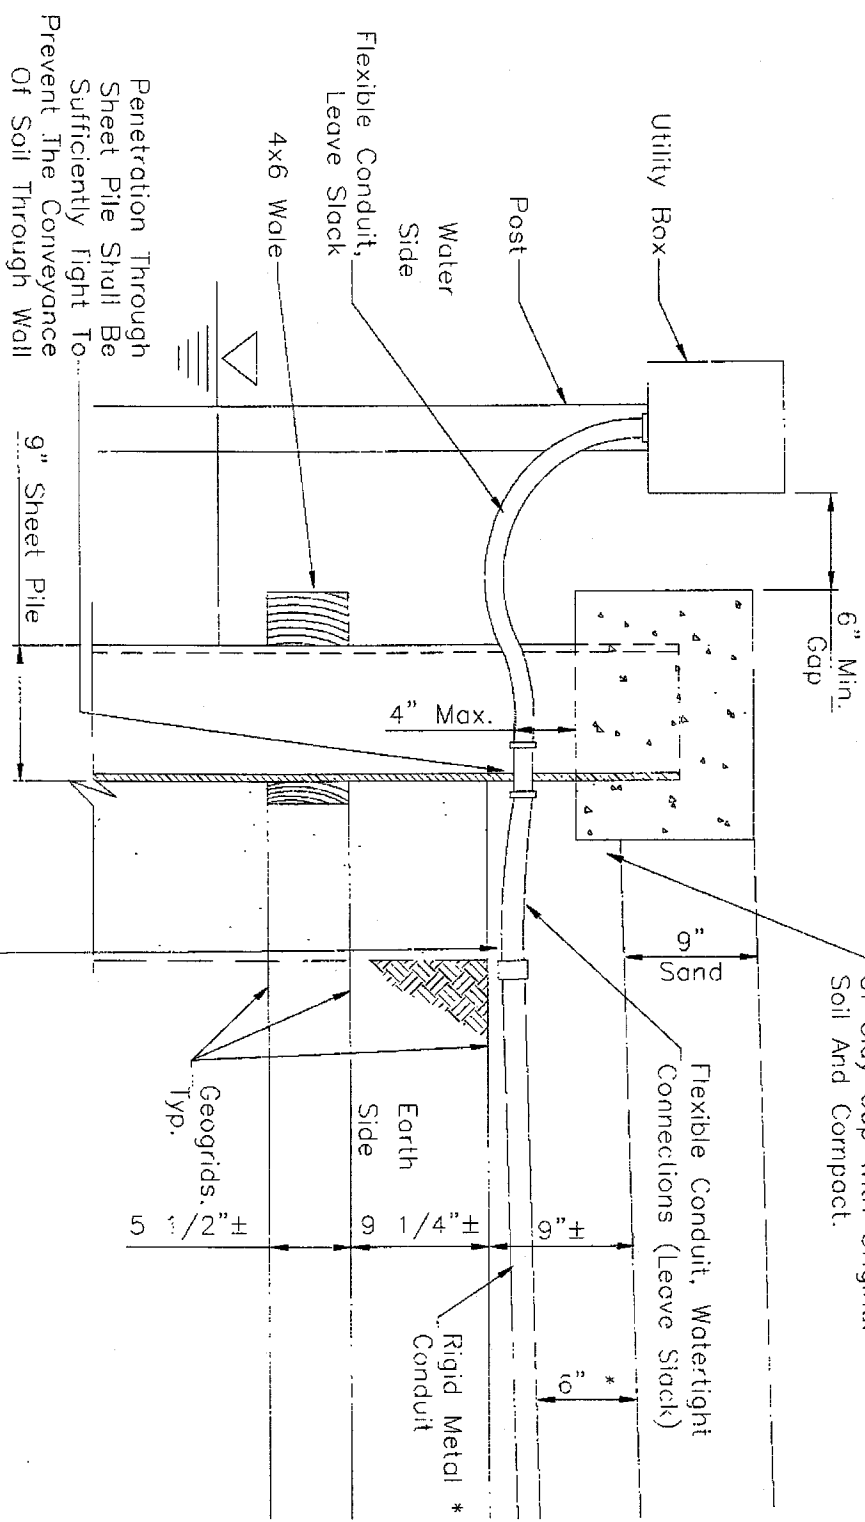 Utility Box
Post
Water
Side
Flexible Conduit,
Leave Slack
4x6 Wale
Penetration Through
Sheet Pile Shall Be
Sufficiently Tight To
Prevent The Conveyance
Of Soil Through Wall
6" Min.
Gap
4" Max.
9" Sheet Pile
9"
Sand
Soil And Compact.
Flexible Conduit, Watertight
Connections (Leave Slack)
Geogrids.
Typ.
Earth
Side
5 1/2"±
9 1/4"±
9"±
6" *
Rigid Metal *
Conduit